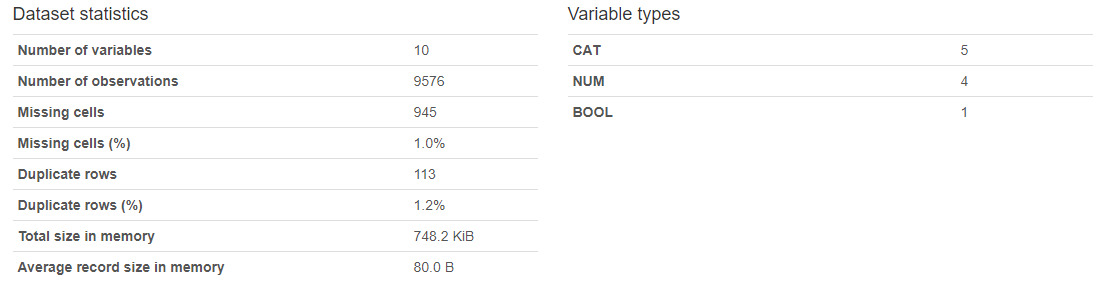 Dataset statistics
Number of variables 10
Number of observations 9576
Missing cells 945
Missing cells (%) 1.0%
Duplicate rows 113
Duplicate rows (%) 1.2%
Total size in memory 748.2 KiB
Average record size in memory 80.0 B
Variable types
CAT 5
NUM 4
BOOL 1